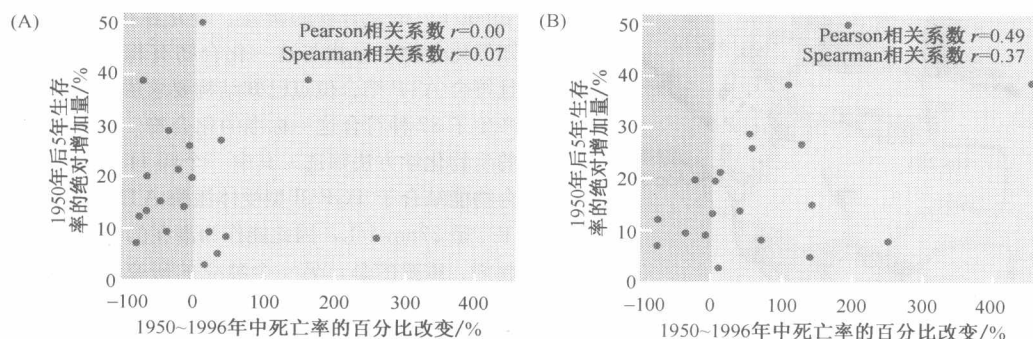 (A)
50
40
30
20
10
0
1950年后5年生存
率的绝对增加量/%
Pearson相关系数 r=0.00
Spearman相关系数 r=0.07
-100 0 100 200 300 400
1950~1996年中死亡率的百分比改变/%
(B)
50
40
30
20
10
0
1950年后5年生存
率的绝对增加量/%
Pearson相关系数 r=0.49
Spearman相关系数 r=0.37
-100 0 100 200 300 400
1950~1996年中死亡率的百分比改变/%